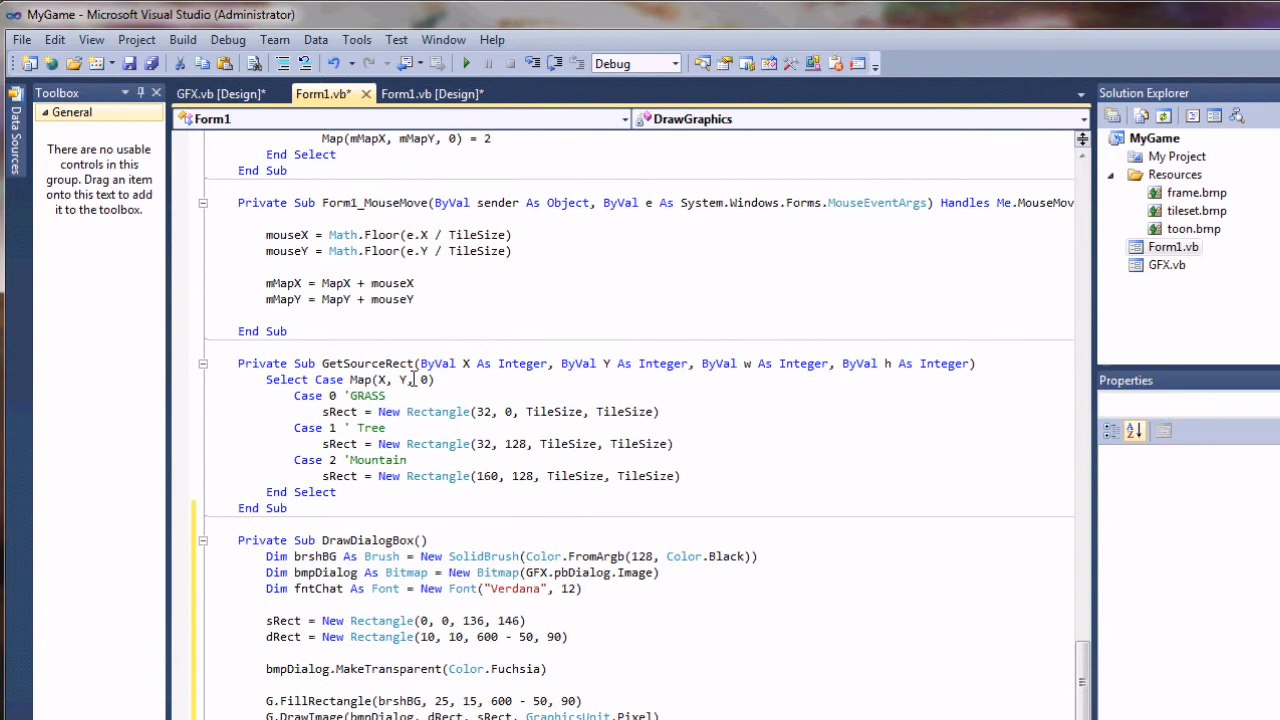 MyGame - Microsoft Visual Studio (Administrator)
File Edit View Project Build Debug Team Data Tools Test Window Help
Debug
Toolbox
GFX.vb [Design]* Form1.vb* Form1.vb [Design]*
Solution Explorer
Data Sources
General
There are no usable
controls in this
group. Drag an item
onto this text to add
it to the toolbox.
Form1 DrawGraphics
Map(mMapX, mMapY, 0) = 2
End Select
End Sub
Private Sub Form1_MouseMove(ByVal sender As Object, ByVal e As System.Windows.Forms.MouseEventArgs) Handles Me.MouseMov
mouseX = Math.Floor(e.X / TileSize)
mouseY = Math.Floor(e.Y / TileSize)
mMapX = MapX + mouseX
mMapY = MapY + mouseY
End Sub
Private Sub GetSourceRect(ByVal X As Integer, ByVal Y As Integer, ByVal w As Integer, ByVal h As Integer)
Select Case Map(X, Y, 0)
Case 0 'GRASS
sRect = New Rectangle(32, 0, TileSize, TileSize)
Case 1 ' Tree
sRect = New Rectangle(32, 128, TileSize, TileSize)
Case 2 'Mountain
sRect = New Rectangle(160, 128, TileSize, TileSize)
End Select
End Sub
Private Sub DrawDialogBox()
Dim brshBG As Brush = New SolidBrush(Color.FromArgb(128, Color.Black))
Dim bmpDialog As Bitmap = New Bitmap(GFX.pbDialog.Image)
Dim fntChat As Font = New Font("Verdana", 12)
sRect = New Rectangle(0, 0, 136, 146)
dRect = New Rectangle(10, 10, 600 - 50, 90)
bmpDialog.MakeTransparent(Color.Fuchsia)
G.FillRectangle(brshBG, 25, 15, 600 - 50, 90)
G.DrawImage(bmpDialog, dRect, sRect, GraphicsUnit.Pixel)
MyGame
My Project
Resources
frame.bmp
tileset.bmp
toon.bmp
Form1.vb
GFX.vb
Properties